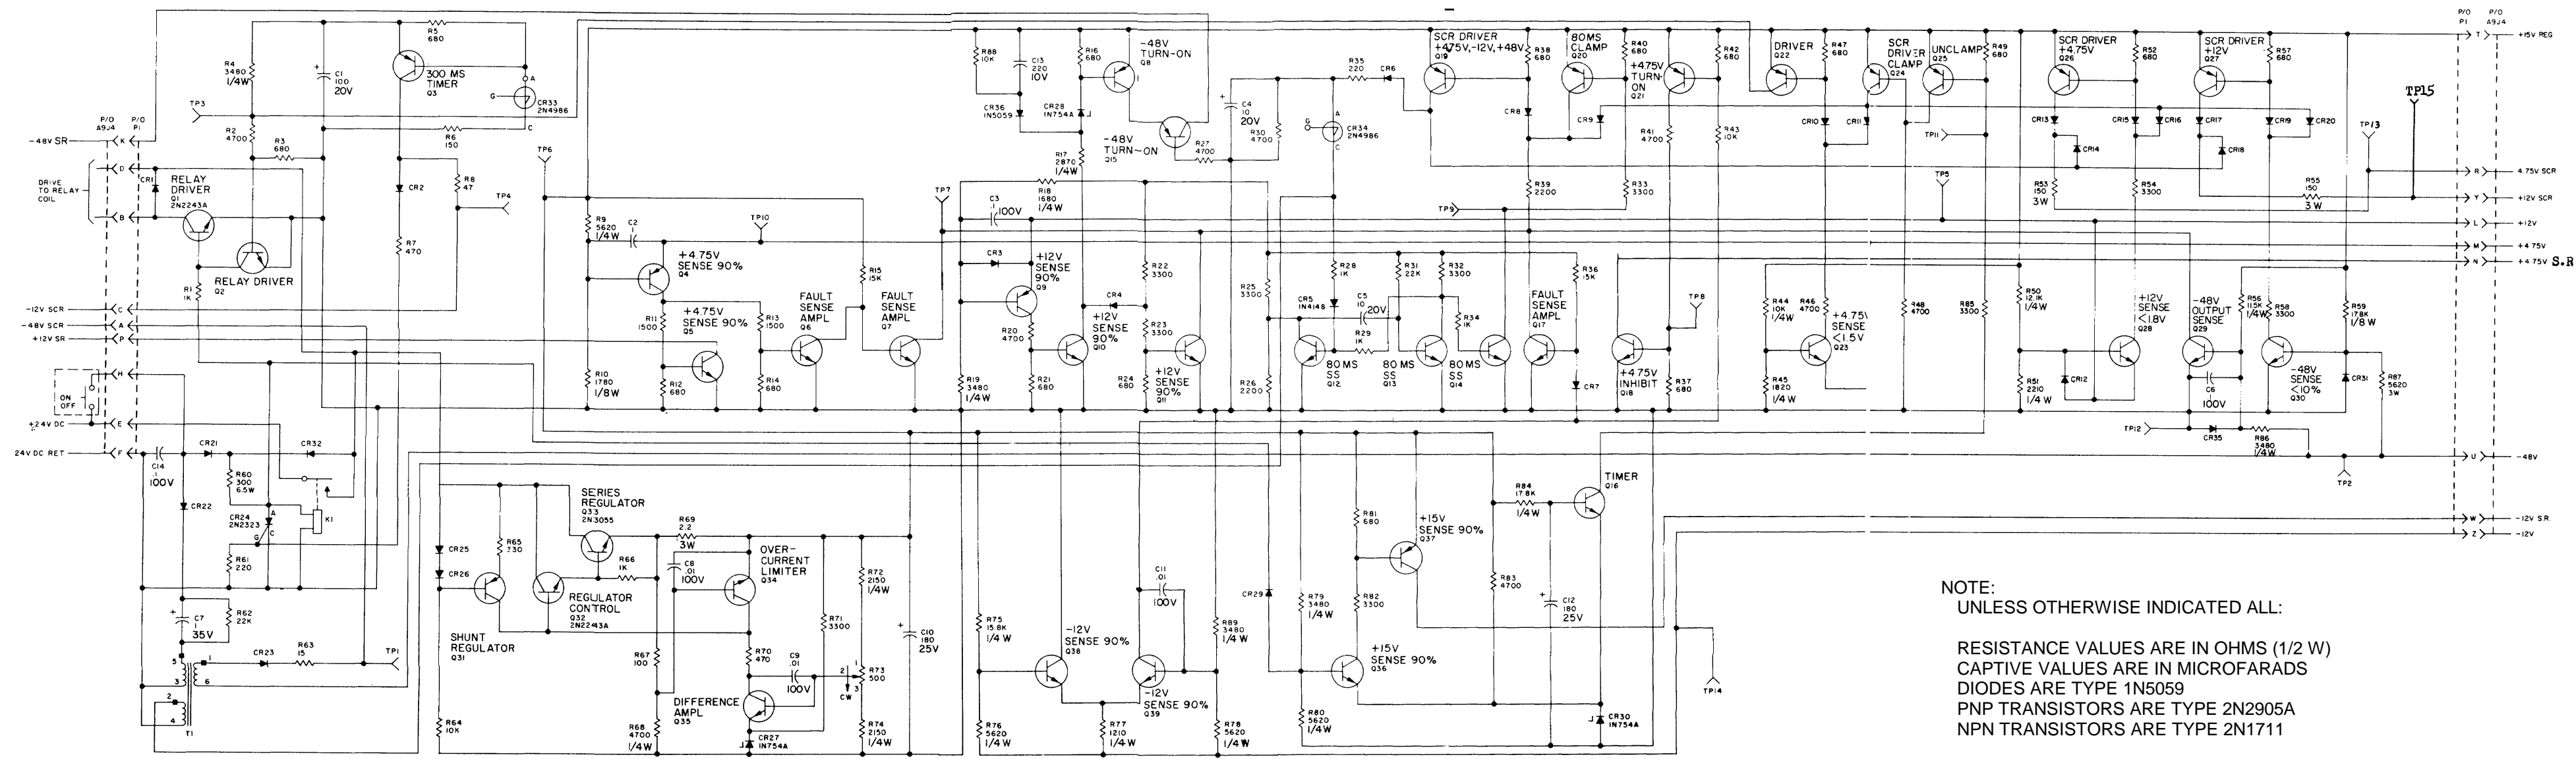 P/O
A9J4
P/O
P1
-48V SR
K
DRIVE
TO RELAY
COIL
D
B
-12V SCR
C
-48V SCR
A
+12V SR
P
H
ON
OFF
+24V DC
E
24V DC RET
F
R4
3480
1/4W
C1
100
20V
R5
680
300 MS
TIMER
Q3
A
G
CR33
2N4986
C
TP3
R2
4700
R3
680
R6
150
CR1
RELAY
DRIVER
Q1
2N2243A
CR2
R8
47
TP4
R7
470
R1
1K
RELAY DRIVER
Q2
C14
.1
100V
CR21
CR32
R60
300
6.5W
CR22
CR24
2N2323
A
C
G
K1
R61
220
C7
1
35V
R62
22K
CR23
R63
15
TP1
5
1
3
6
2
4
T1
TP6
R9
5620
1/4W
C2
1
TP10
+4.75V
SENSE 90%
Q4
R11
1500
+4.75V
SENSE 90%
Q5
R13
1500
FAULT
SENSE
AMPL
Q6
R15
15K
FAULT
SENSE
AMPL
Q7
TP7
R10
1780
1/8W
R12
680
R14
680
R88
10K
C13
220
10V
R16
680
-48V
TURN-ON
Q8
CR36
1N5059
CR28
1N754A
-48V
TURN-ON
Q15
R27
4700
R17
2870
1/4W
R18
1680
1/4W
C3
.1
100V
CR3
+12V
SENSE
90%
Q9
R22
3300
CR4
+12V
SENSE
90%
Q10
R20
4700
R23
3300
R19
3480
1/4W
R21
680
R24
680
+12V
SENSE
90%
Q11
C4
10
20V
R30
4700
G
A
CR34
2N4986
C
R35
220
CR6
R25
3300
R26
2200
R28
1K
CR5
1N4148
C5
10
20V
R29
1K
R31
22K
R32
3300
R34
1K
80 MS
SS
Q12
80 MS
SS
Q13
80 MS
SS
Q14
SCR DRIVER
+4.75V,-12V,+48V
Q19
R38
680
80MS
CLAMP
Q20
R40
680
+4.75V
TURN-
ON
Q21
R42
680
CR8
CR9
R41
4700
R43
10K
R39
2200
R33
3300
TP9
FAULT
SENSE
AMPL
Q17
R36
15K
CR7
+4.75V
INHIBIT
Q18
R37
680
TP8
DRIVER
Q22
R47
680
SCR
DRIVER
CLAMP
Q24
UNCLAMP
Q25
R49
680
CR10
CR11
TP11
TP5
R44
10K
1/4W
R46
4700
+4.75V
SENSE
<1.5V
Q23
R45
1820
1/4W
R48
4700
R85
3300
SCR DRIVER
+4.75V
Q26
R52
680
SCR DRIVER
+12V
Q27
R57
680
CR13
CR14
CR15
CR16
CR17
CR18
CR19
CR20
R53
150
3W
R54
3300
R55
150
3W
TP13
TP15
R50
12.1K
1/4W
R51
2210
1/4W
CR12
+12V
SENSE
<1.8V
Q28
-48V
OUTPUT
SENSE
Q29
R56
11.5K
1/4W
R58
3300
R59
17.8K
1/8W
C6
.1
100V
-48V
SENSE
<10%
Q30
CR31
R87
5620
3W
TP12
CR35
R86
3480
1/4W
TP2
P/O
P1
P/O
A9J4
T
+15V REG
R
4.75V SCR
Y
+12V SCR
L
+12V
M
+4.75V
N
+4.75V S.R
U
-48V
W
-12V S.R.
Z
-12V
SERIES
REGULATOR
Q33
2N3055
CR25
CR26
R65
330
R66
1K
R69
2.2
3W
C8
.01
100V
OVER-
CURRENT
LIMITER
Q34
SHUNT
REGULATOR
Q31
REGULATOR
CONTROL
Q32
2N2243A
R67
100
R70
470
C9
.01
100V
R71
3300
R72
2150
1/4W
1
2
3
CW
R73
500
R74
2150
1/4W
DIFFERENCE
AMPL
Q35
R64
10K
R68
4700
1/4W
CR27
1N754A
C10
180
25V
R75
15.8K
1/4W
R76
5620
1/4W
-12V
SENSE 90%
Q38
C11
.01
100V
-12V
SENSE 90%
Q39
R77
1210
1/4W
R89
3480
1/4W
R78
5620
1/4W
CR29
R79
3480
1/4W
R80
5620
1/4W
R81
680
R82
3300
+15V
SENSE 90%
Q37
+15V
SENSE 90%
Q36
R84
17.8K
1/4W
R83
4700
TIMER
Q16
C12
180
25V
CR30
1N754A
TP14
NOTE:
UNLESS OTHERWISE INDICATED ALL:
RESISTANCE VALUES ARE IN OHMS (1/2 W)
CAPTIVE VALUES ARE IN MICROFARADS
DIODES ARE TYPE 1N5059
PNP TRANSISTORS ARE TYPE 2N2905A
NPN TRANSISTORS ARE TYPE 2N1711